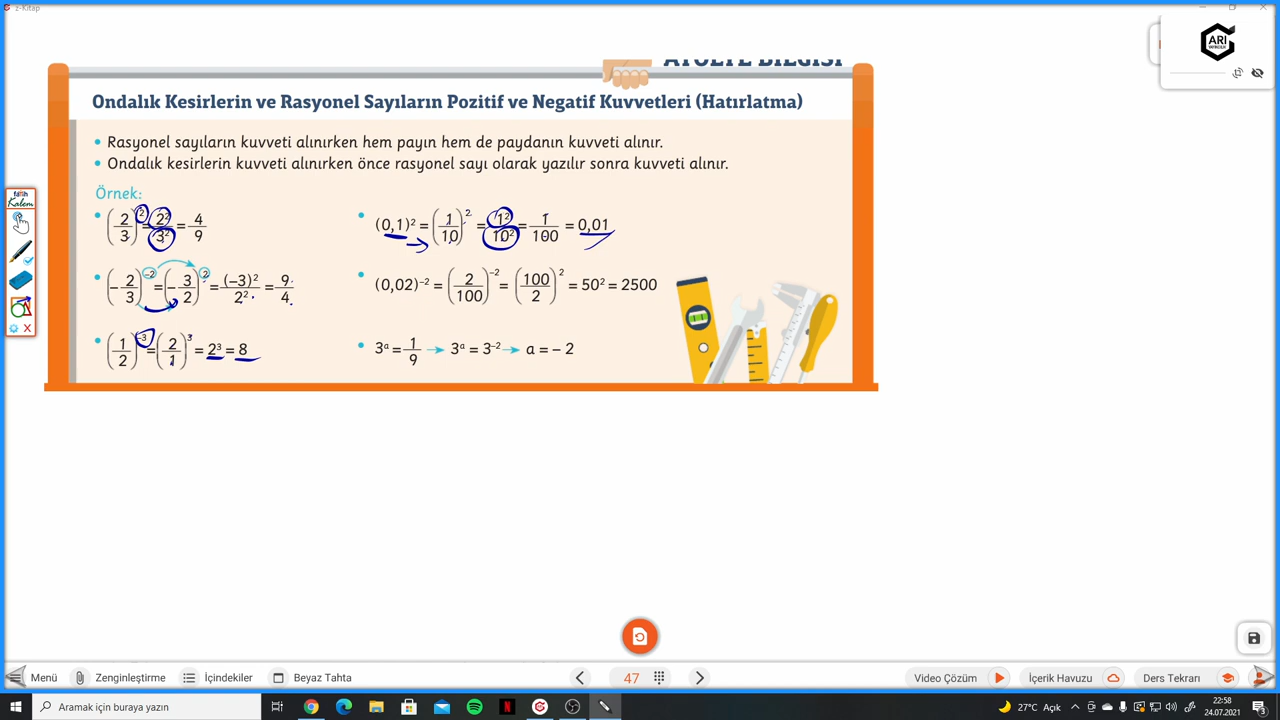 z-Kitap
ARI
ATÖLYE BİLGİSİ
Ondalık Kesirlerin ve Rasyonel Sayıların Pozitif ve Negatif Kuvvetleri (Hatırlatma)
• Rasyonel sayıların kuvveti alınırken hem payın hem de paydanın kuvveti alınır.
• Ondalık kesirlerin kuvveti alınırken önce rasyonel sayı olarak yazılır sonra kuvveti alınır.
fatih
Kalem
Örnek:
• (2/3)² = 2²/3² = 4/9
• (−2/3)⁻² = (−3/2)² = (−3)²/2² = 9/4
• (1/2)⁻³ = (2/1)³ = 2³ = 8
• (0,1)² = (1/10)² = 1²/10² = 1/100 = 0,01
• (0,02)⁻² = (2/100)⁻² = (100/2)² = 50² = 2500
• 3ᵃ = 1/9 → 3ᵃ = 3⁻² → a = − 2
Menü Zenginleştirme İçindekiler Beyaz Tahta 47 Video Çözüm İçerik Havuzu Ders Tekrarı
Aramak için buraya yazın 27°C Açık 22:58
24.07.2021 3